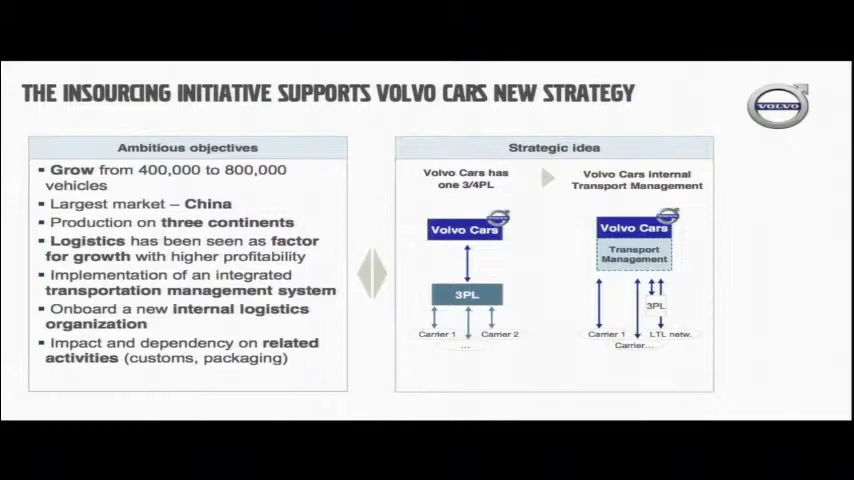 THE INSOURCING INITIATIVE SUPPORTS VOLVO CARS NEW STRATEGY
VOLVO
Ambitious objectives
▪ Grow from 400,000 to 800,000
vehicles
▪ Largest market – China
▪ Production on three continents
▪ Logistics has been seen as factor
for growth with higher profitability
▪ Implementation of an integrated
transportation management system
▪ Onboard a new internal logistics
organization
▪ Impact and dependency on related
activities (customs, packaging)
Strategic idea
Volvo Cars has
one 3/4PL
Volvo Cars
3PL
Carrier 1
Carrier 2
...
Volvo Cars internal
Transport Management
Volvo Cars
Transport
Management
3PL
Carrier 1
LTL netw.
Carrier...